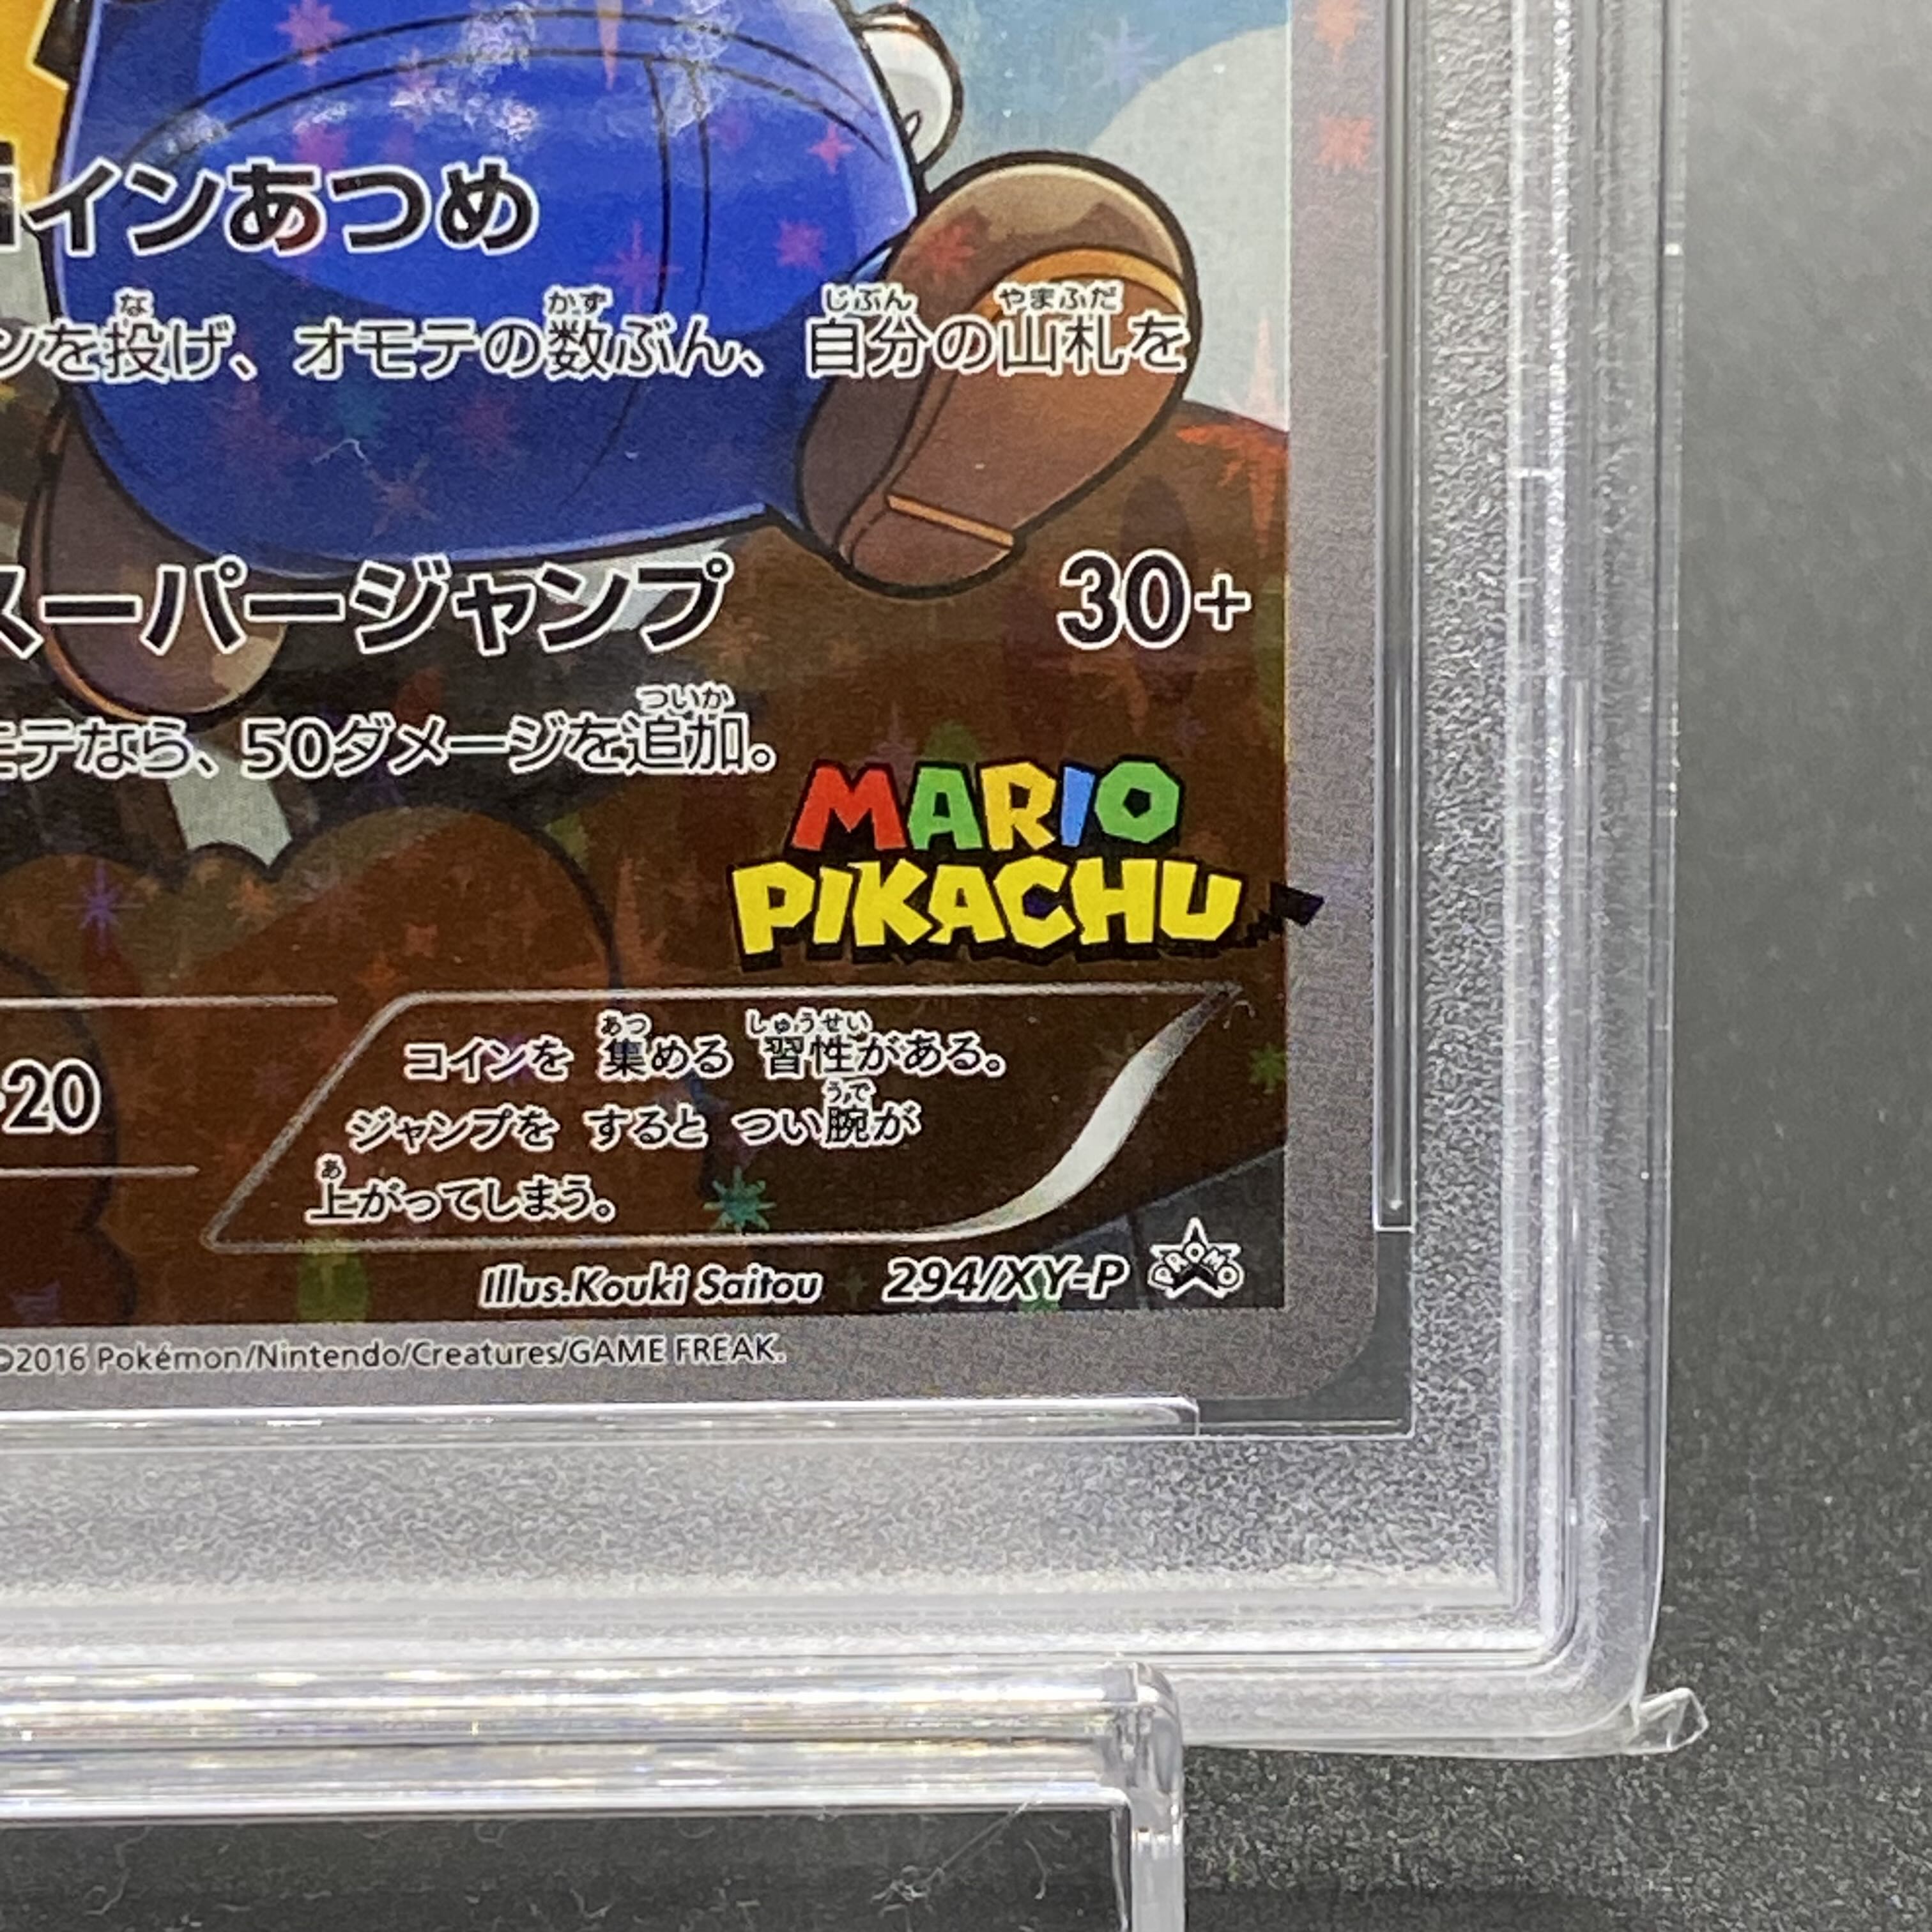 インあつめ
ンを投げ、オモテの数ぶん、自分の山札を
スーパージャンプ 30+
モテなら、50ダメージを追加。
MARIO
PIKACHU
20
コインを 集める 習性がある。
ジャンプを すると つい腕が
上がってしまう。
Illus.Kouki Saitou 294/XY-P PROMO
©2016 Pokémon/Nintendo/Creatures/GAME FREAK.